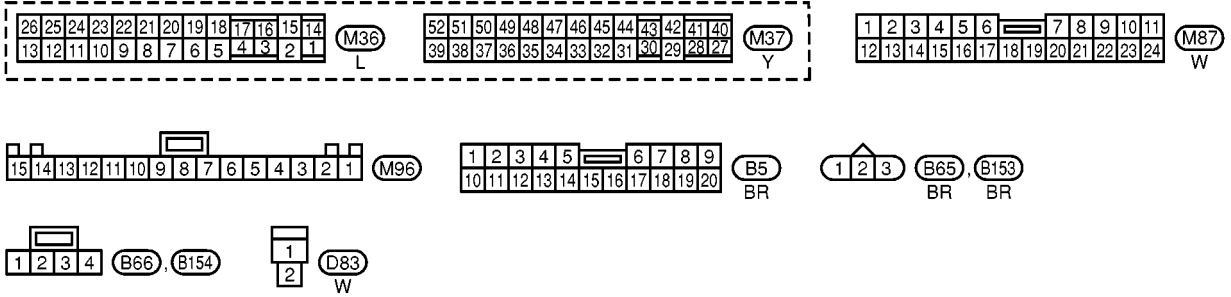 26 25 24 23 22 21 20 19 18 17 16 15 14 M36
13 12 11 10 9 8 7 6 5 4 3 2 1
L
52 51 50 49 48 47 46 45 44 43 42 41 40 M37
39 38 37 36 35 34 33 32 31 30 29 28 27
Y
1 2 3 4 5 6 7 8 9 10 11 M87
12 13 14 15 16 17 18 19 20 21 22 23 24
W
15 14 13 12 11 10 9 8 7 6 5 4 3 2 1 M96
1 2 3 4 5 6 7 8 9 B5
10 11 12 13 14 15 16 17 18 19 20
BR
1 2 3 B65 , B153
BR BR
1 2 3 4 B66 , B154
1 D83
2
W